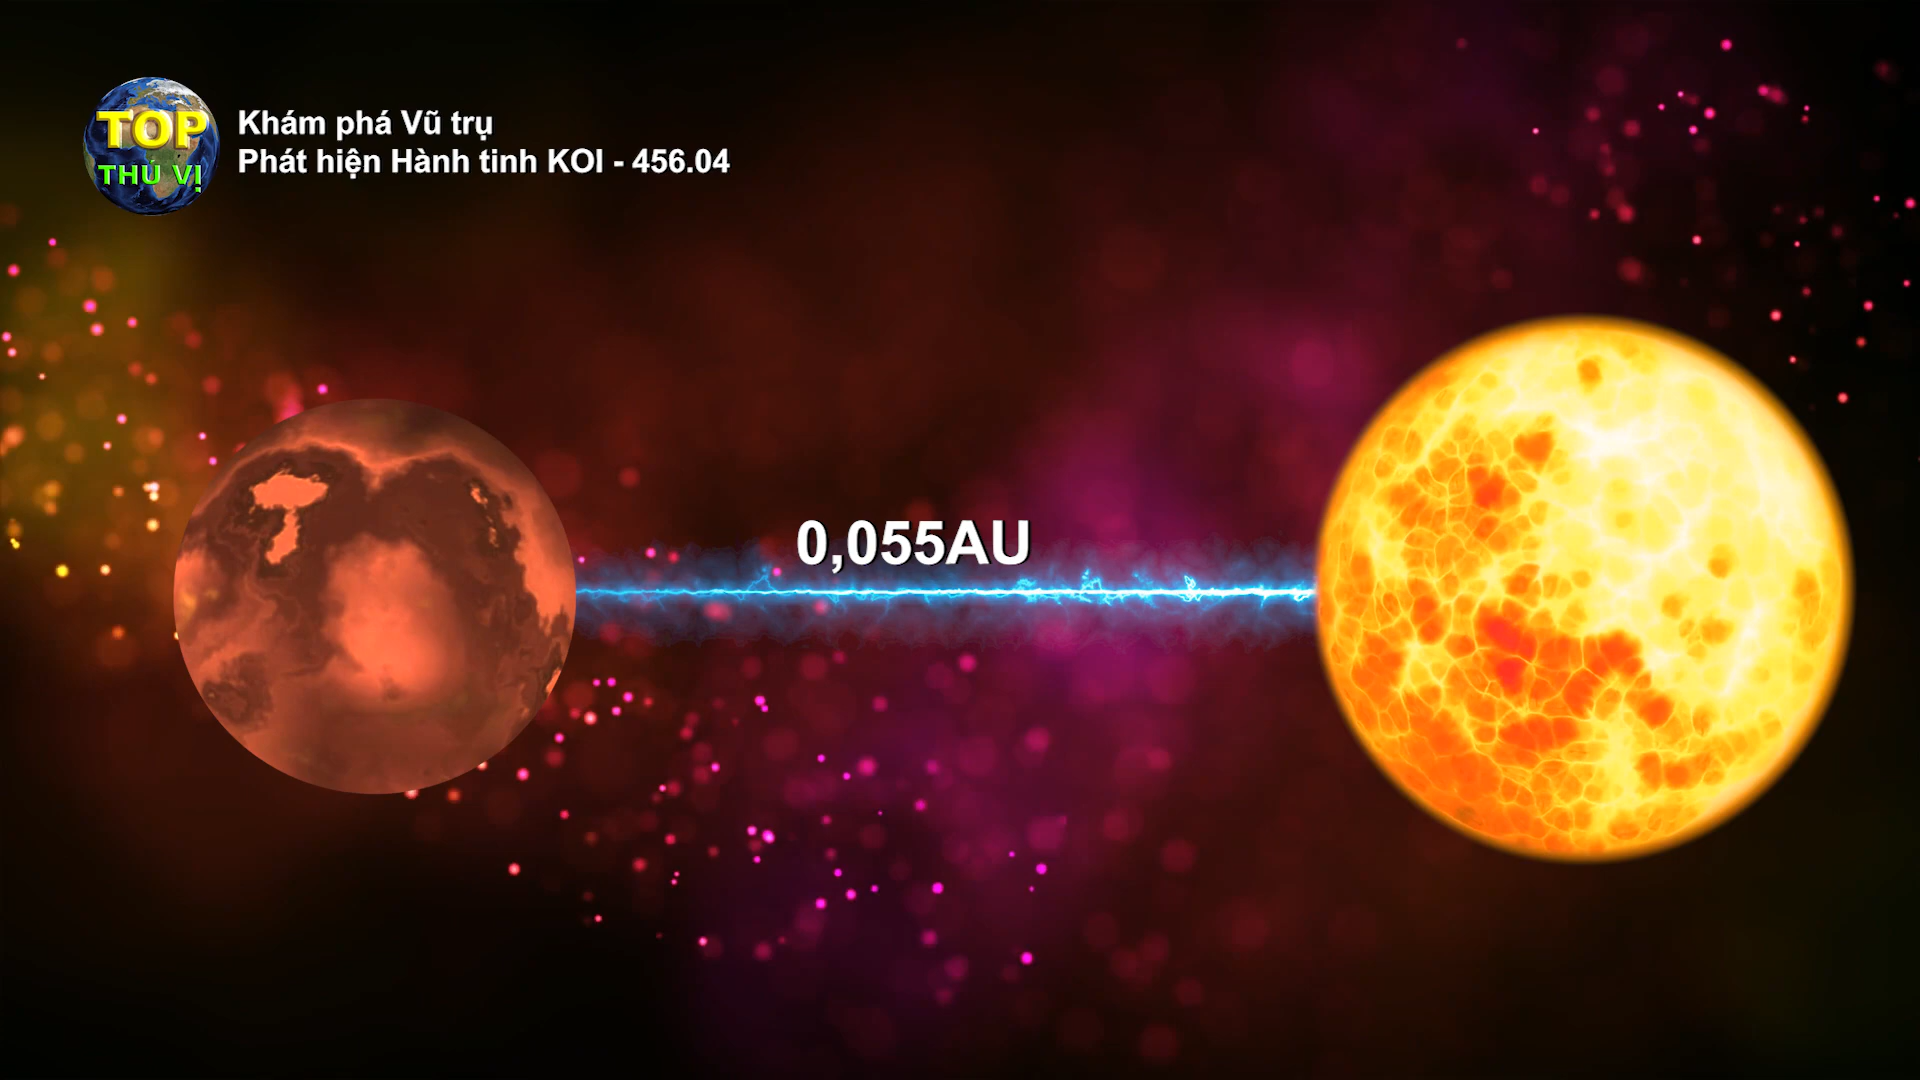 TOP
THÚ VỊ
Khám phá Vũ trụ
Phát hiện Hành tinh KOI - 456.04
0,055AU